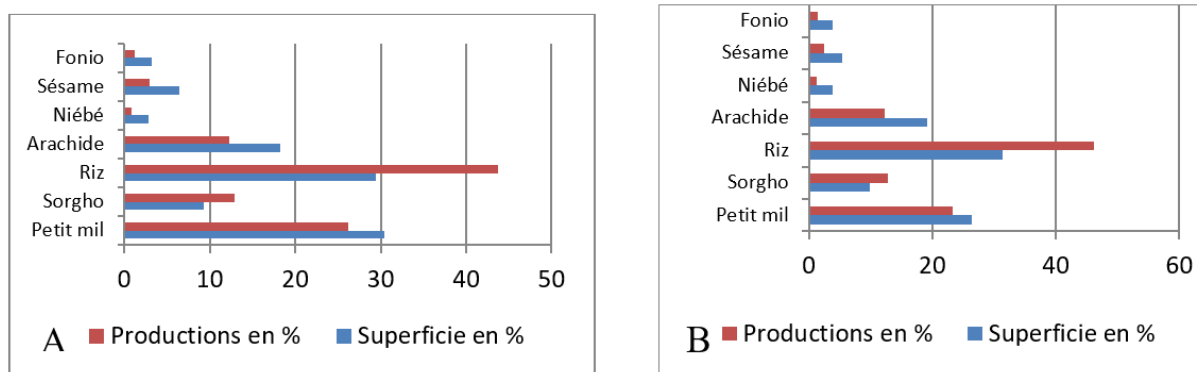 Fonio
Sésame
Niébé
Arachide
Riz
Sorgho
Petit mil
0 10 20 30 40 50
A Productions en % Superficie en %
Fonio
Sésame
Niébé
Arachide
Riz
Sorgho
Petit mil
0 20 40 60
B Productions en % Superficie en %